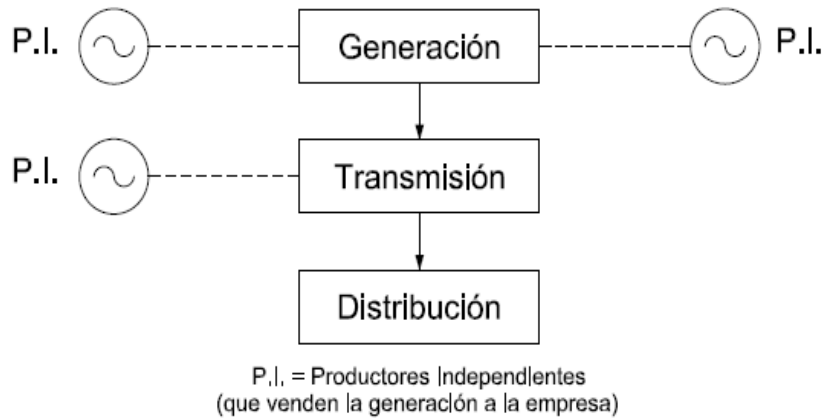 P.I.
Generación
P.I.
P.I.
Transmisión
Distribución
P.I. = Productores Independientes
(que venden la generación a la empresa)